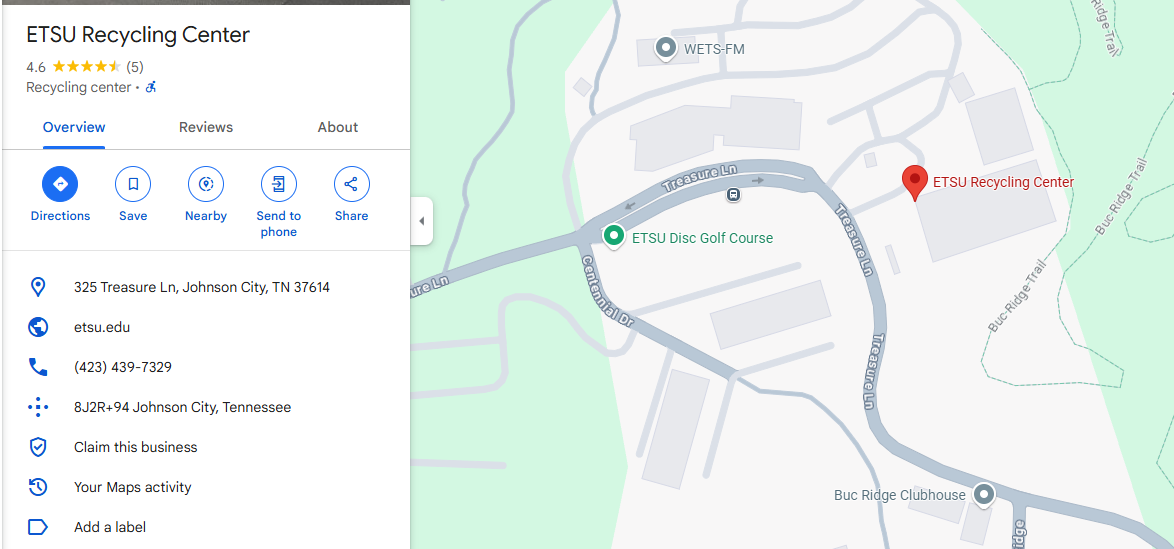 ETSU Recycling Center
4.6 (5)
Recycling center ·
Overview
Reviews
About
Directions
Save
Nearby
Send to
phone
Share
325 Treasure Ln, Johnson City, TN 37614
etsu.edu
(423) 439-7329
8J2R+94 Johnson City, Tennessee
Claim this business
Your Maps activity
Add a label
WETS-FM
Buc-Ridge-Trail
Treasure Ln
ETSU Recycling Center
Buc-Ridge-Trail
ETSU Disc Golf Course
Treasure Ln
ure Ln
Centennial Dr
Buc-Ridge-Trail
Treasure Ln
Buc Ridge Clubhouse
idge